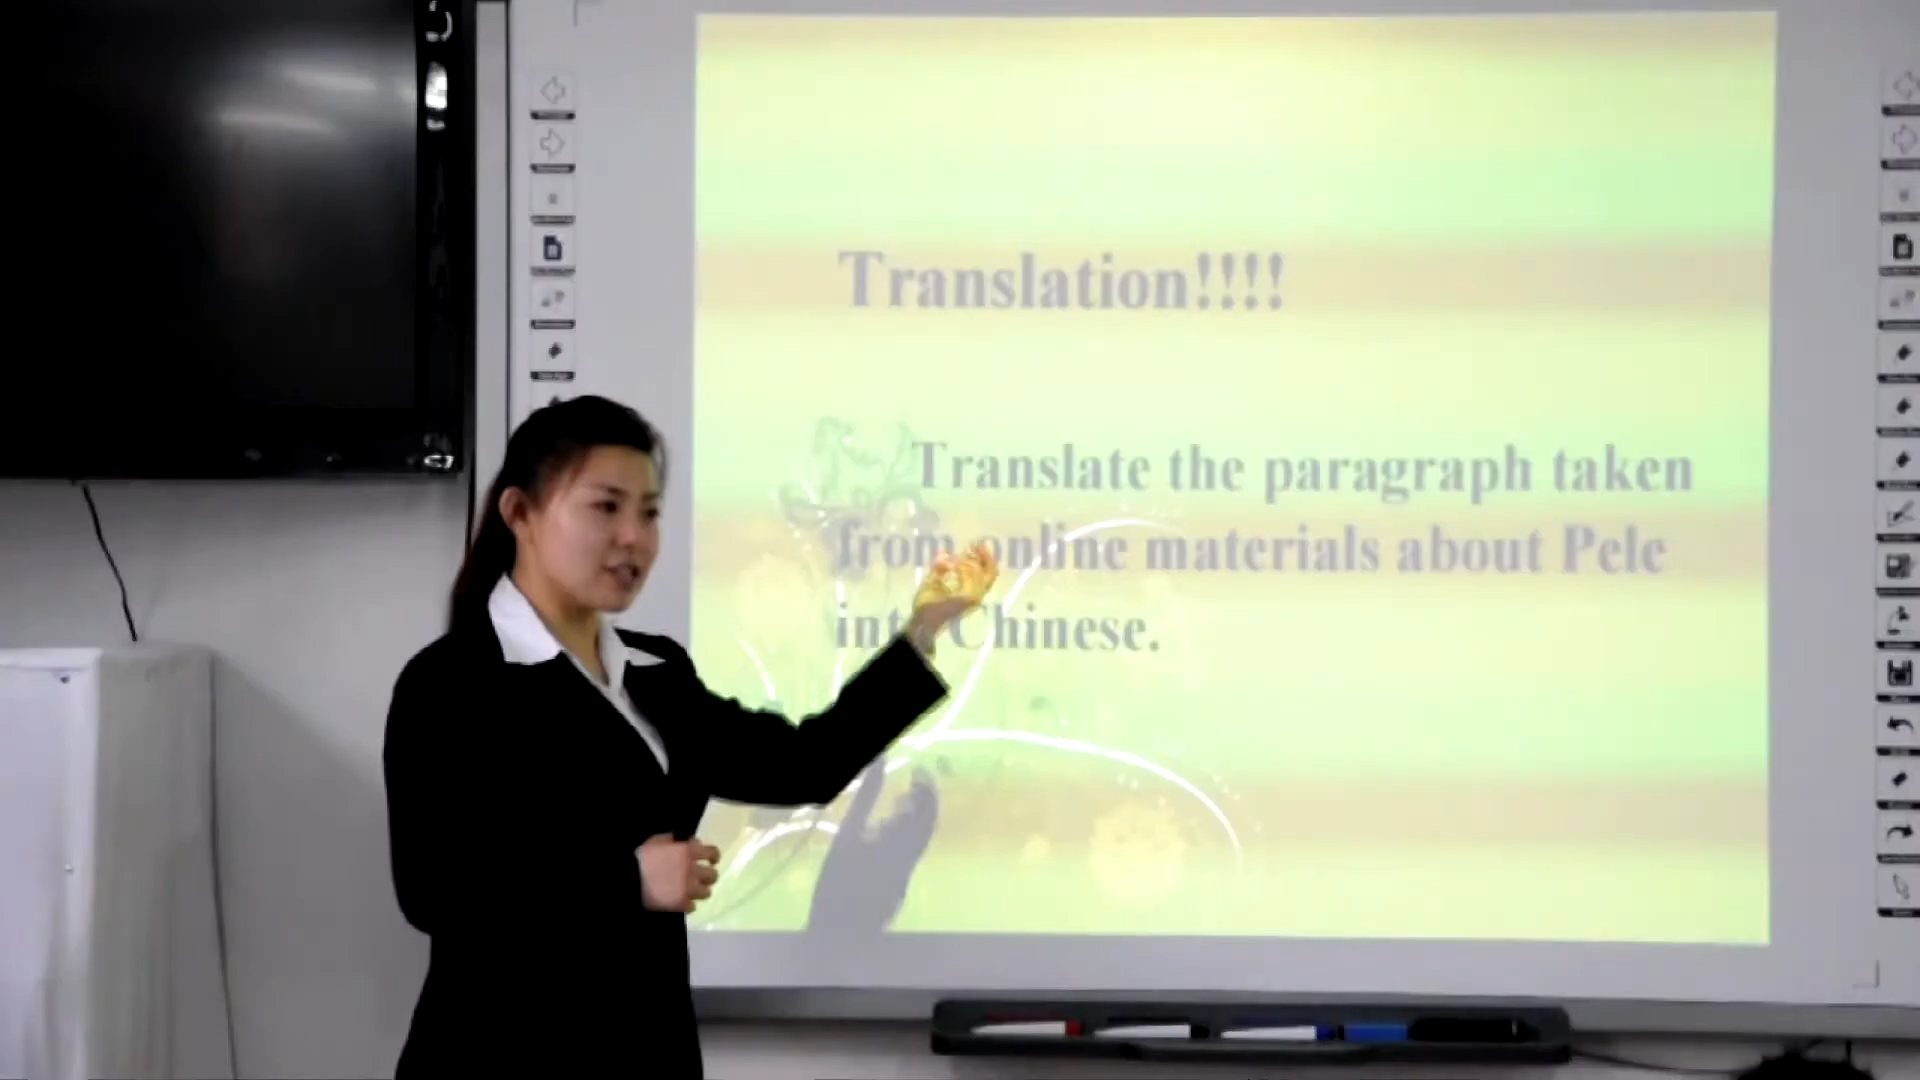 Translation!!!!
Translate the paragraph taken
from online materials about Pele
into Chinese.